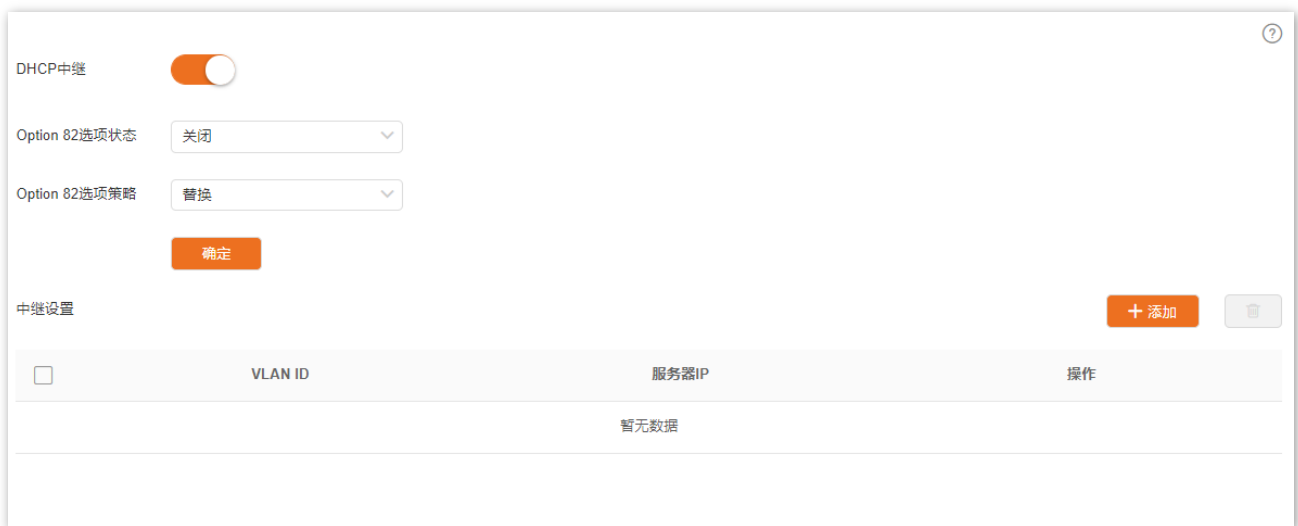 ?
DHCP中继
Option 82选项状态 关闭
Option 82选项策略 替换
确定
中继设置 + 添加
VLAN ID 服务器IP 操作
暂无数据